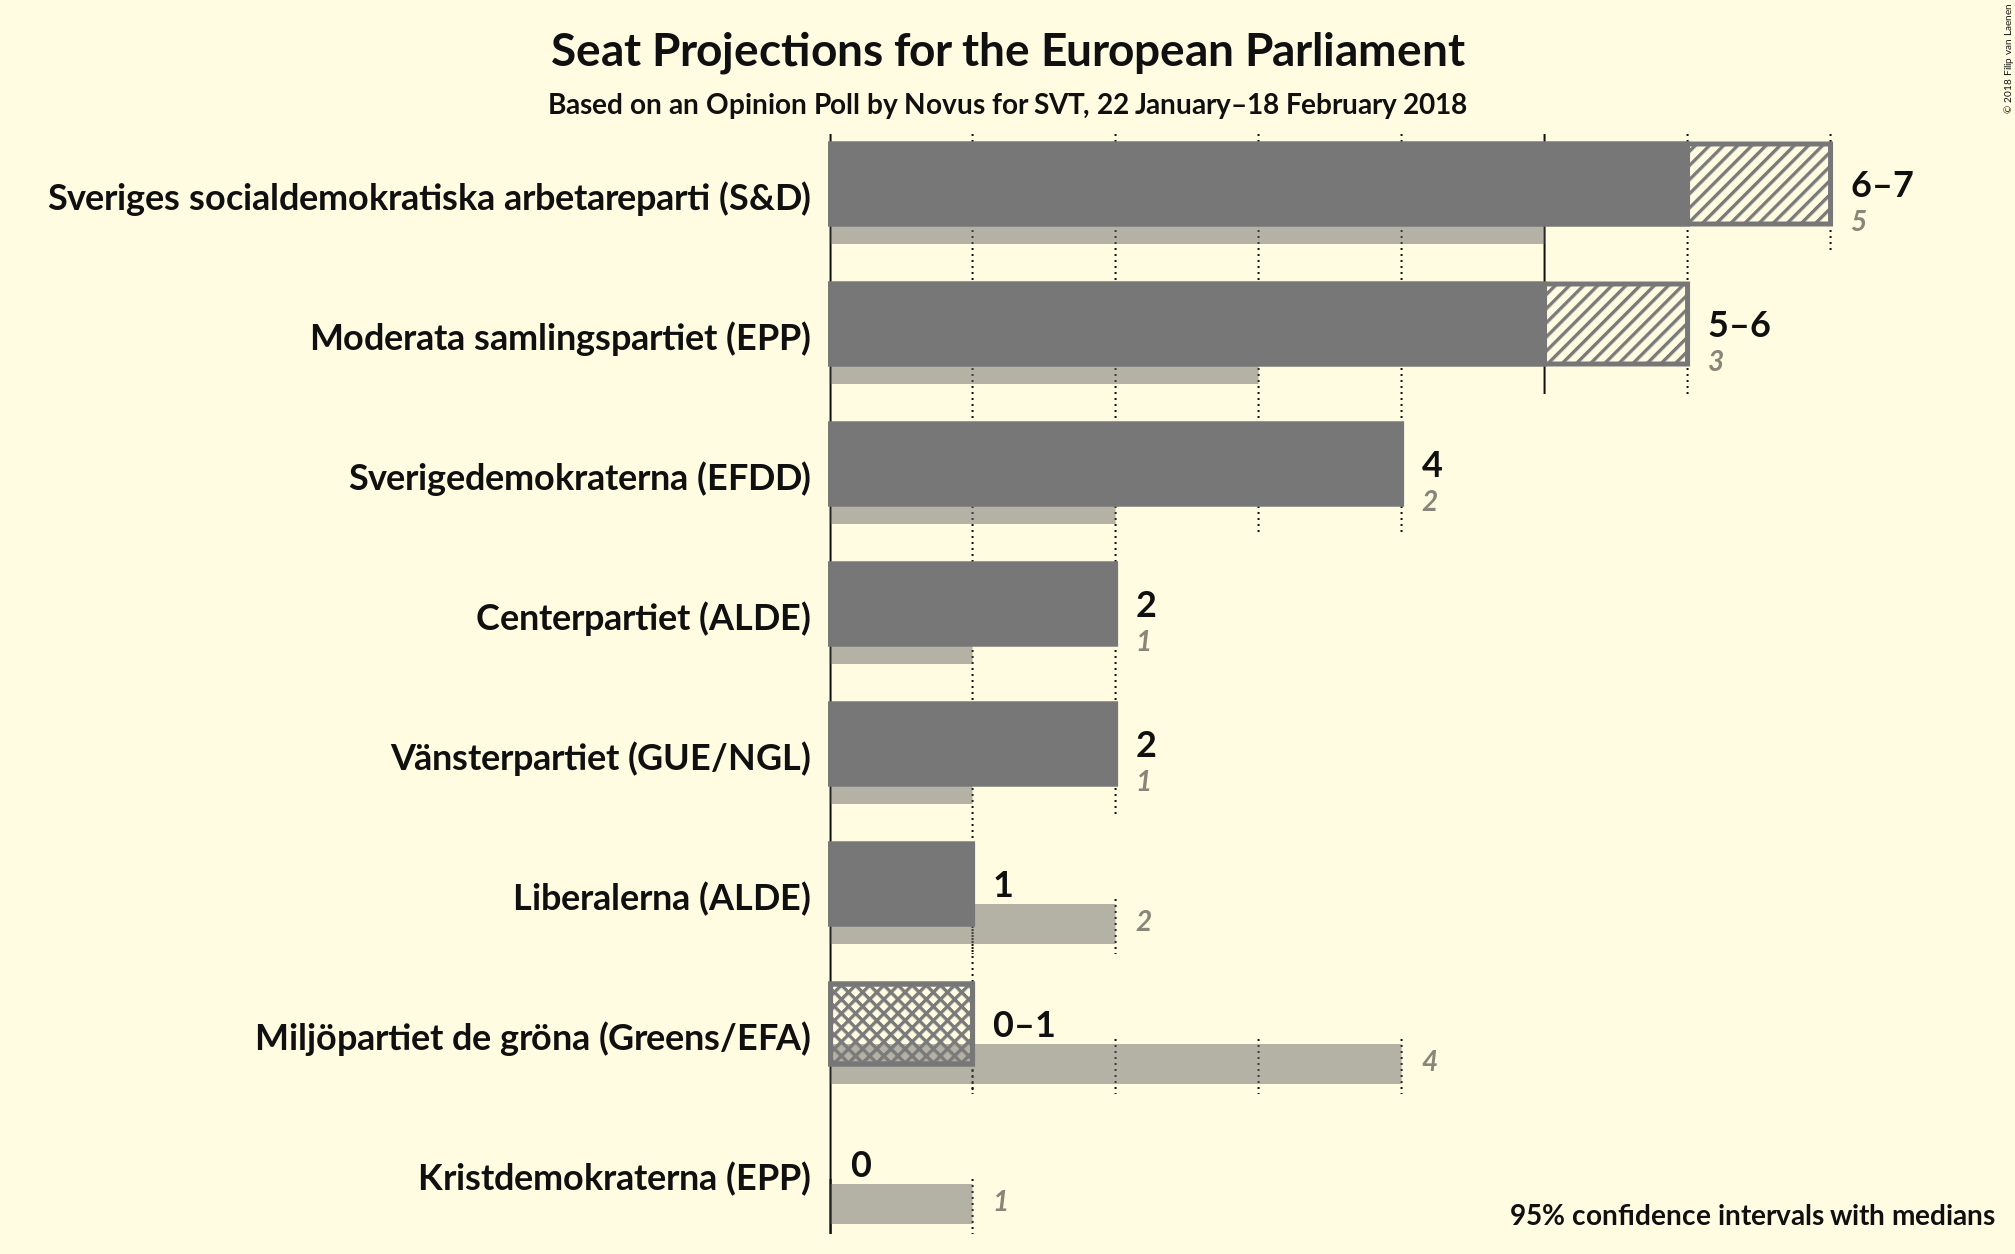 Seat Projections for the European Parliament
Based on an Opinion Poll by Novus for SVT, 22 January–18 February 2018
© 2018 Filip van Laenen
Sveriges socialdemokratiska arbetareparti (S&D)
6–7
5
Moderata samlingspartiet (EPP)
5–6
3
Sverigedemokraterna (EFDD)
4
2
Centerpartiet (ALDE)
2
1
Vänsterpartiet (GUE/NGL)
2
1
Liberalerna (ALDE)
1
2
Miljöpartiet de gröna (Greens/EFA)
0–1
4
Kristdemokraterna (EPP)
0
1
95% confidence intervals with medians